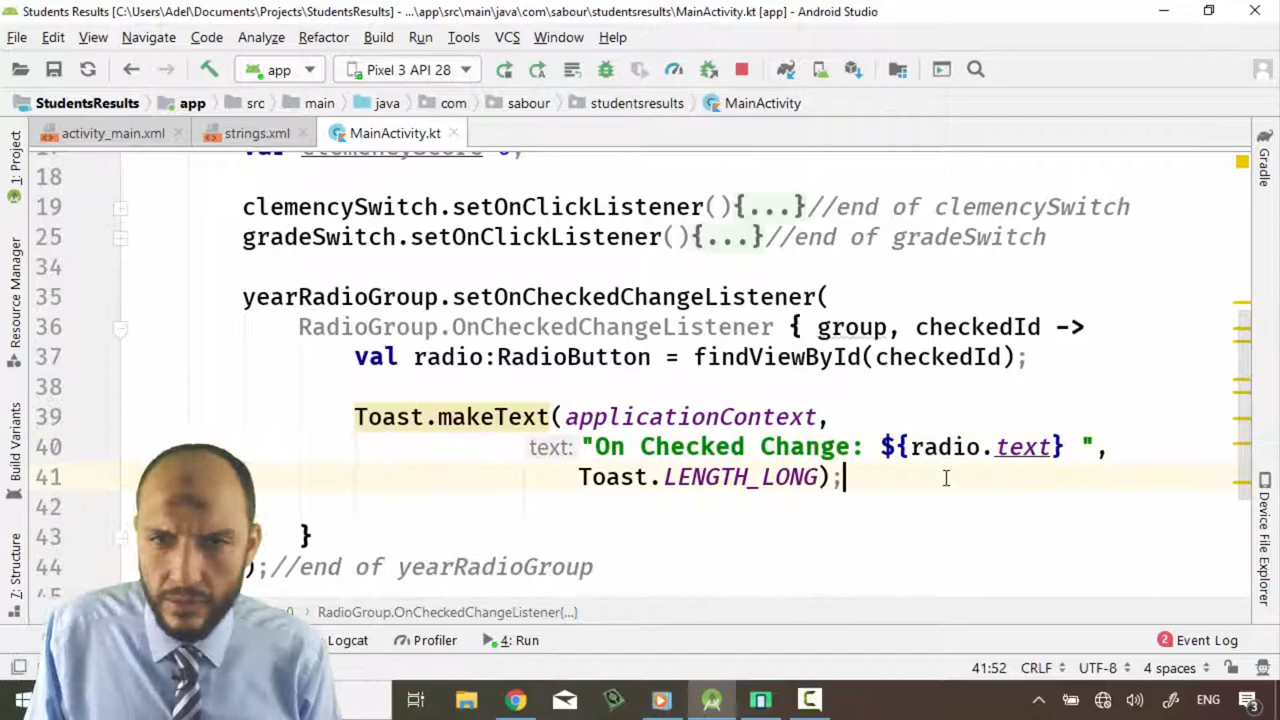 Students Results [C:\Users\Adel\Documents\Projects\StudentsResults] - ...\app\src\main\java\com\sabour\studentsresults\MainActivity.kt [app] - Android Studio
File Edit View Navigate Code Analyze Refactor Build Run Tools VCS Window Help
app Pixel 3 API 28
StudentsResults app src main java com sabour studentsresults MainActivity
activity_main.xml strings.xml MainActivity.kt
1: Project
Resource Manager
Build Variants
Z: Structure
Gradle
Device File Explorer
18
19 clemencySwitch.setOnClickListener(){...}//end of clemencySwitch
25 gradeSwitch.setOnClickListener(){...}//end of gradeSwitch
34
35 yearRadioGroup.setOnCheckedChangeListener(
36 RadioGroup.OnCheckedChangeListener { group, checkedId ->
37 val radio:RadioButton = findViewById(checkedId);
38
39 Toast.makeText(applicationContext,
40 text: "On Checked Change: ${radio.text} ",
41 Toast.LENGTH_LONG);
42
43 }
44 );//end of yearRadioGroup
RadioGroup.OnCheckedChangeListener{...}
Logcat Profiler 4: Run 2 Event Log
41:52 CRLF UTF-8 4 spaces
ENG 3